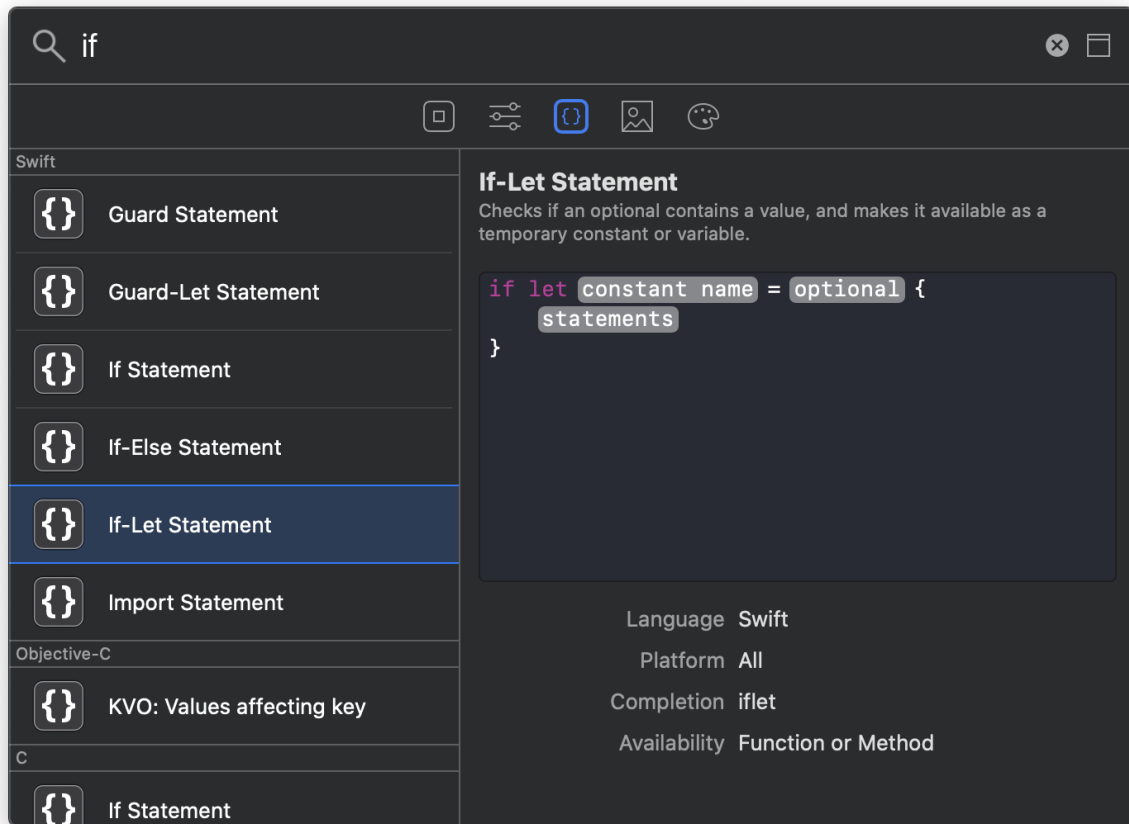 if
Swift
Guard Statement
Guard-Let Statement
If Statement
If-Else Statement
If-Let Statement
Import Statement
Objective-C
KVO: Values affecting key
C
If Statement
If-Let Statement
Checks if an optional contains a value, and makes it available as a
temporary constant or variable.
if let constant name = optional {
    statements
}
Language Swift
Platform All
Completion iflet
Availability Function or Method